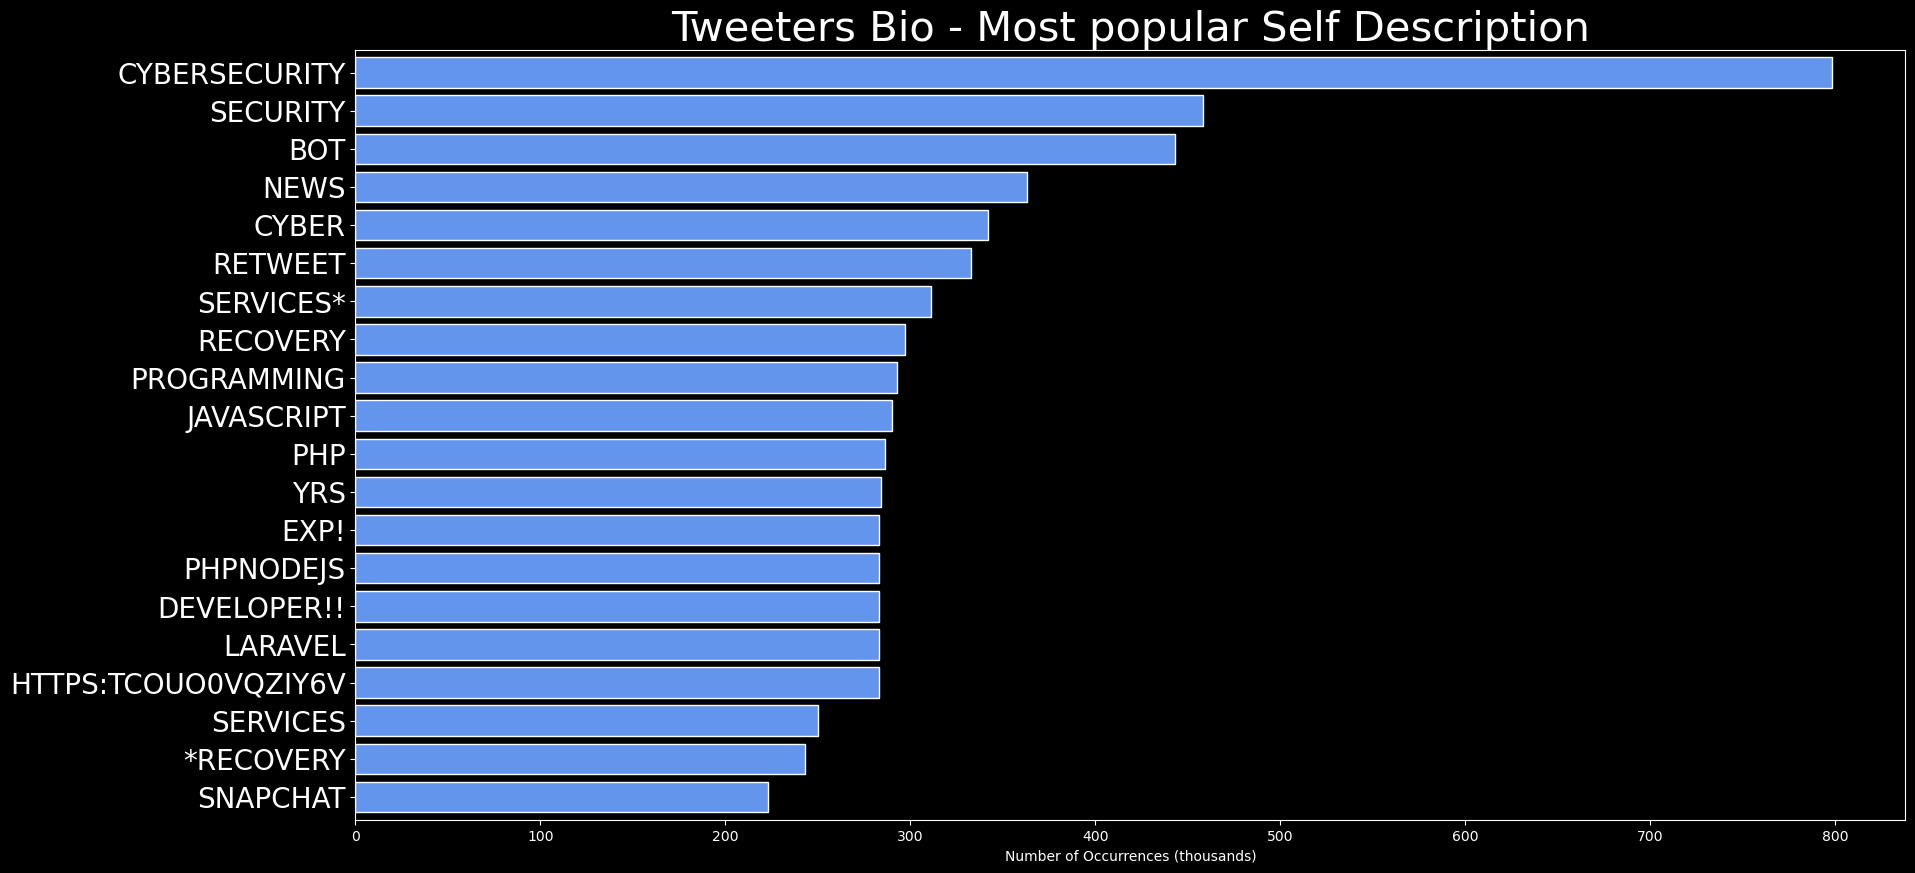 Tweeters Bio - Most popular Self Description
CYBERSECURITY
SECURITY
BOT
NEWS
CYBER
RETWEET
SERVICES*
RECOVERY
PROGRAMMING
JAVASCRIPT
PHP
YRS
EXP!
PHPNODEJS
DEVELOPER!!
LARAVEL
HTTPS:TCOUO0VQZIY6V
SERVICES
*RECOVERY
SNAPCHAT
0 100 200 300 400 500 600 700 800
Number of Occurrences (thousands)